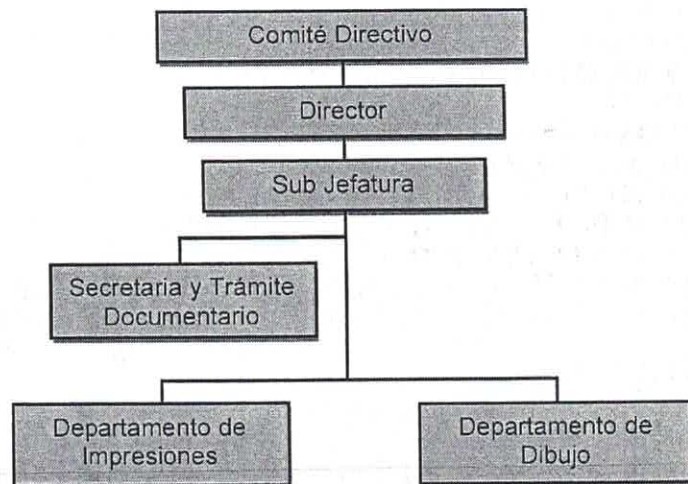 Comité Directivo
Director
Sub Jefatura
Secretaria y Trámite
Documentario
Departamento de
Impresiones
Departamento de
Dibujo